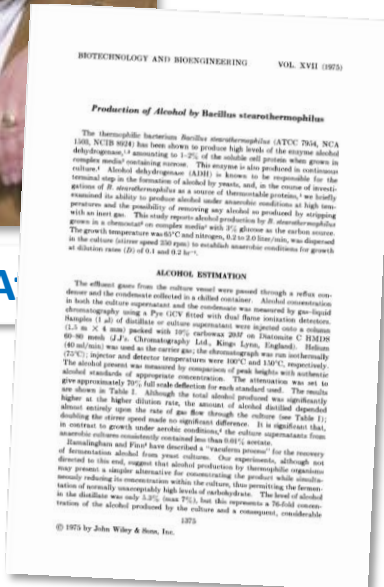 A
BIOTECHNOLOGY AND BIOENGINEERING VOL. XVII (1975)
Production of Alcohol by Bacillus stearothermophilus
The thermophilic bacterium Bacillus stearothermophilus (ATCC 7954, NCA
1503, NCIB 8924) has been shown to produce high levels of the enzyme alcohol
dehydrogenase,¹,² amounting to 1–2% of the soluble cell protein when grown in
complex media³ containing sucrose. This enzyme is also produced in continuous
culture.⁴ Alcohol dehydrogenase (ADH) is known to be responsible for the
terminal step in the formation of alcohol by yeasts, and, in the course of investi-
gations of B. stearothermophilus as a source of thermostable proteins,⁵ we briefly
examined its ability to produce alcohol under anaerobic conditions at high tem-
peratures and the possibility of removing any alcohol so produced by stripping
with an inert gas. This study reports alcohol production by B. stearothermophilus
grown in a chemostat on complex media with 3% glucose as the carbon source.
The growth temperature was 65°C and nitrogen, 0.2 to 2.0 liter/min, was dispersed
in the culture (stirrer speed 350 rpm) to establish anaerobic conditions for growth
at dilution rates (D) of 0.1 and 0.2 hr⁻¹.
ALCOHOL ESTIMATION
The effluent gases from the culture vessel were passed through a reflux con-
denser and the condensate collected in a chilled container. Alcohol concentration
in both the culture supernatant and the condensate was measured by gas-liquid
chromatography using a Pye GCV fitted with dual flame ionization detectors.
Samples (1 µl) of distillate or culture supernatant were injected onto a column
(1.5 m × 4 mm) packed with 10% carbowax 20M on Diatomite C HMDS
60–80 mesh (J.J's. Chromatography Ltd., Kings Lynn, England). Helium
(40 ml/min) was used as the carrier gas; the chromatograph was run isothermally
(75°C); injector and detector temperatures were 100°C and 150°C, respectively.
The alcohol present was measured by comparison of peak heights with authentic
alcohol standards of appropriate concentration. The attenuation was set to
give approximately 70% full scale deflection for each standard used. The results
are shown in Table I. Although the total alcohol produced was significantly
higher at the higher dilution rate, the amount of alcohol distilled depended
almost entirely upon the rate of gas flow through the culture (see Table I);
doubling the stirrer speed made no significant difference. It is significant that,
in contrast to growth under aerobic conditions, the culture supernatants from
anaerobic cultures consistently contained less than 0.01% acetate.
Ramalingham and Finn have described a "vacuferm process" for the recovery
of fermentation alcohol from yeast cultures. Our experiments, although not
directed to this end, suggest that alcohol production by thermophilic organisms
may present a simpler alternative for concentrating the product while simulta-
neously reducing its concentration within the culture, thus permitting the fermen-
tation of normally unacceptably high levels of carbohydrate. The level of alcohol
in the distillate was only 5.3% (max 7%), but this represents a 76-fold concen-
tration of the alcohol produced by the culture and a consequent, considerable
1375
© 1975 by John Wiley & Sons, Inc.